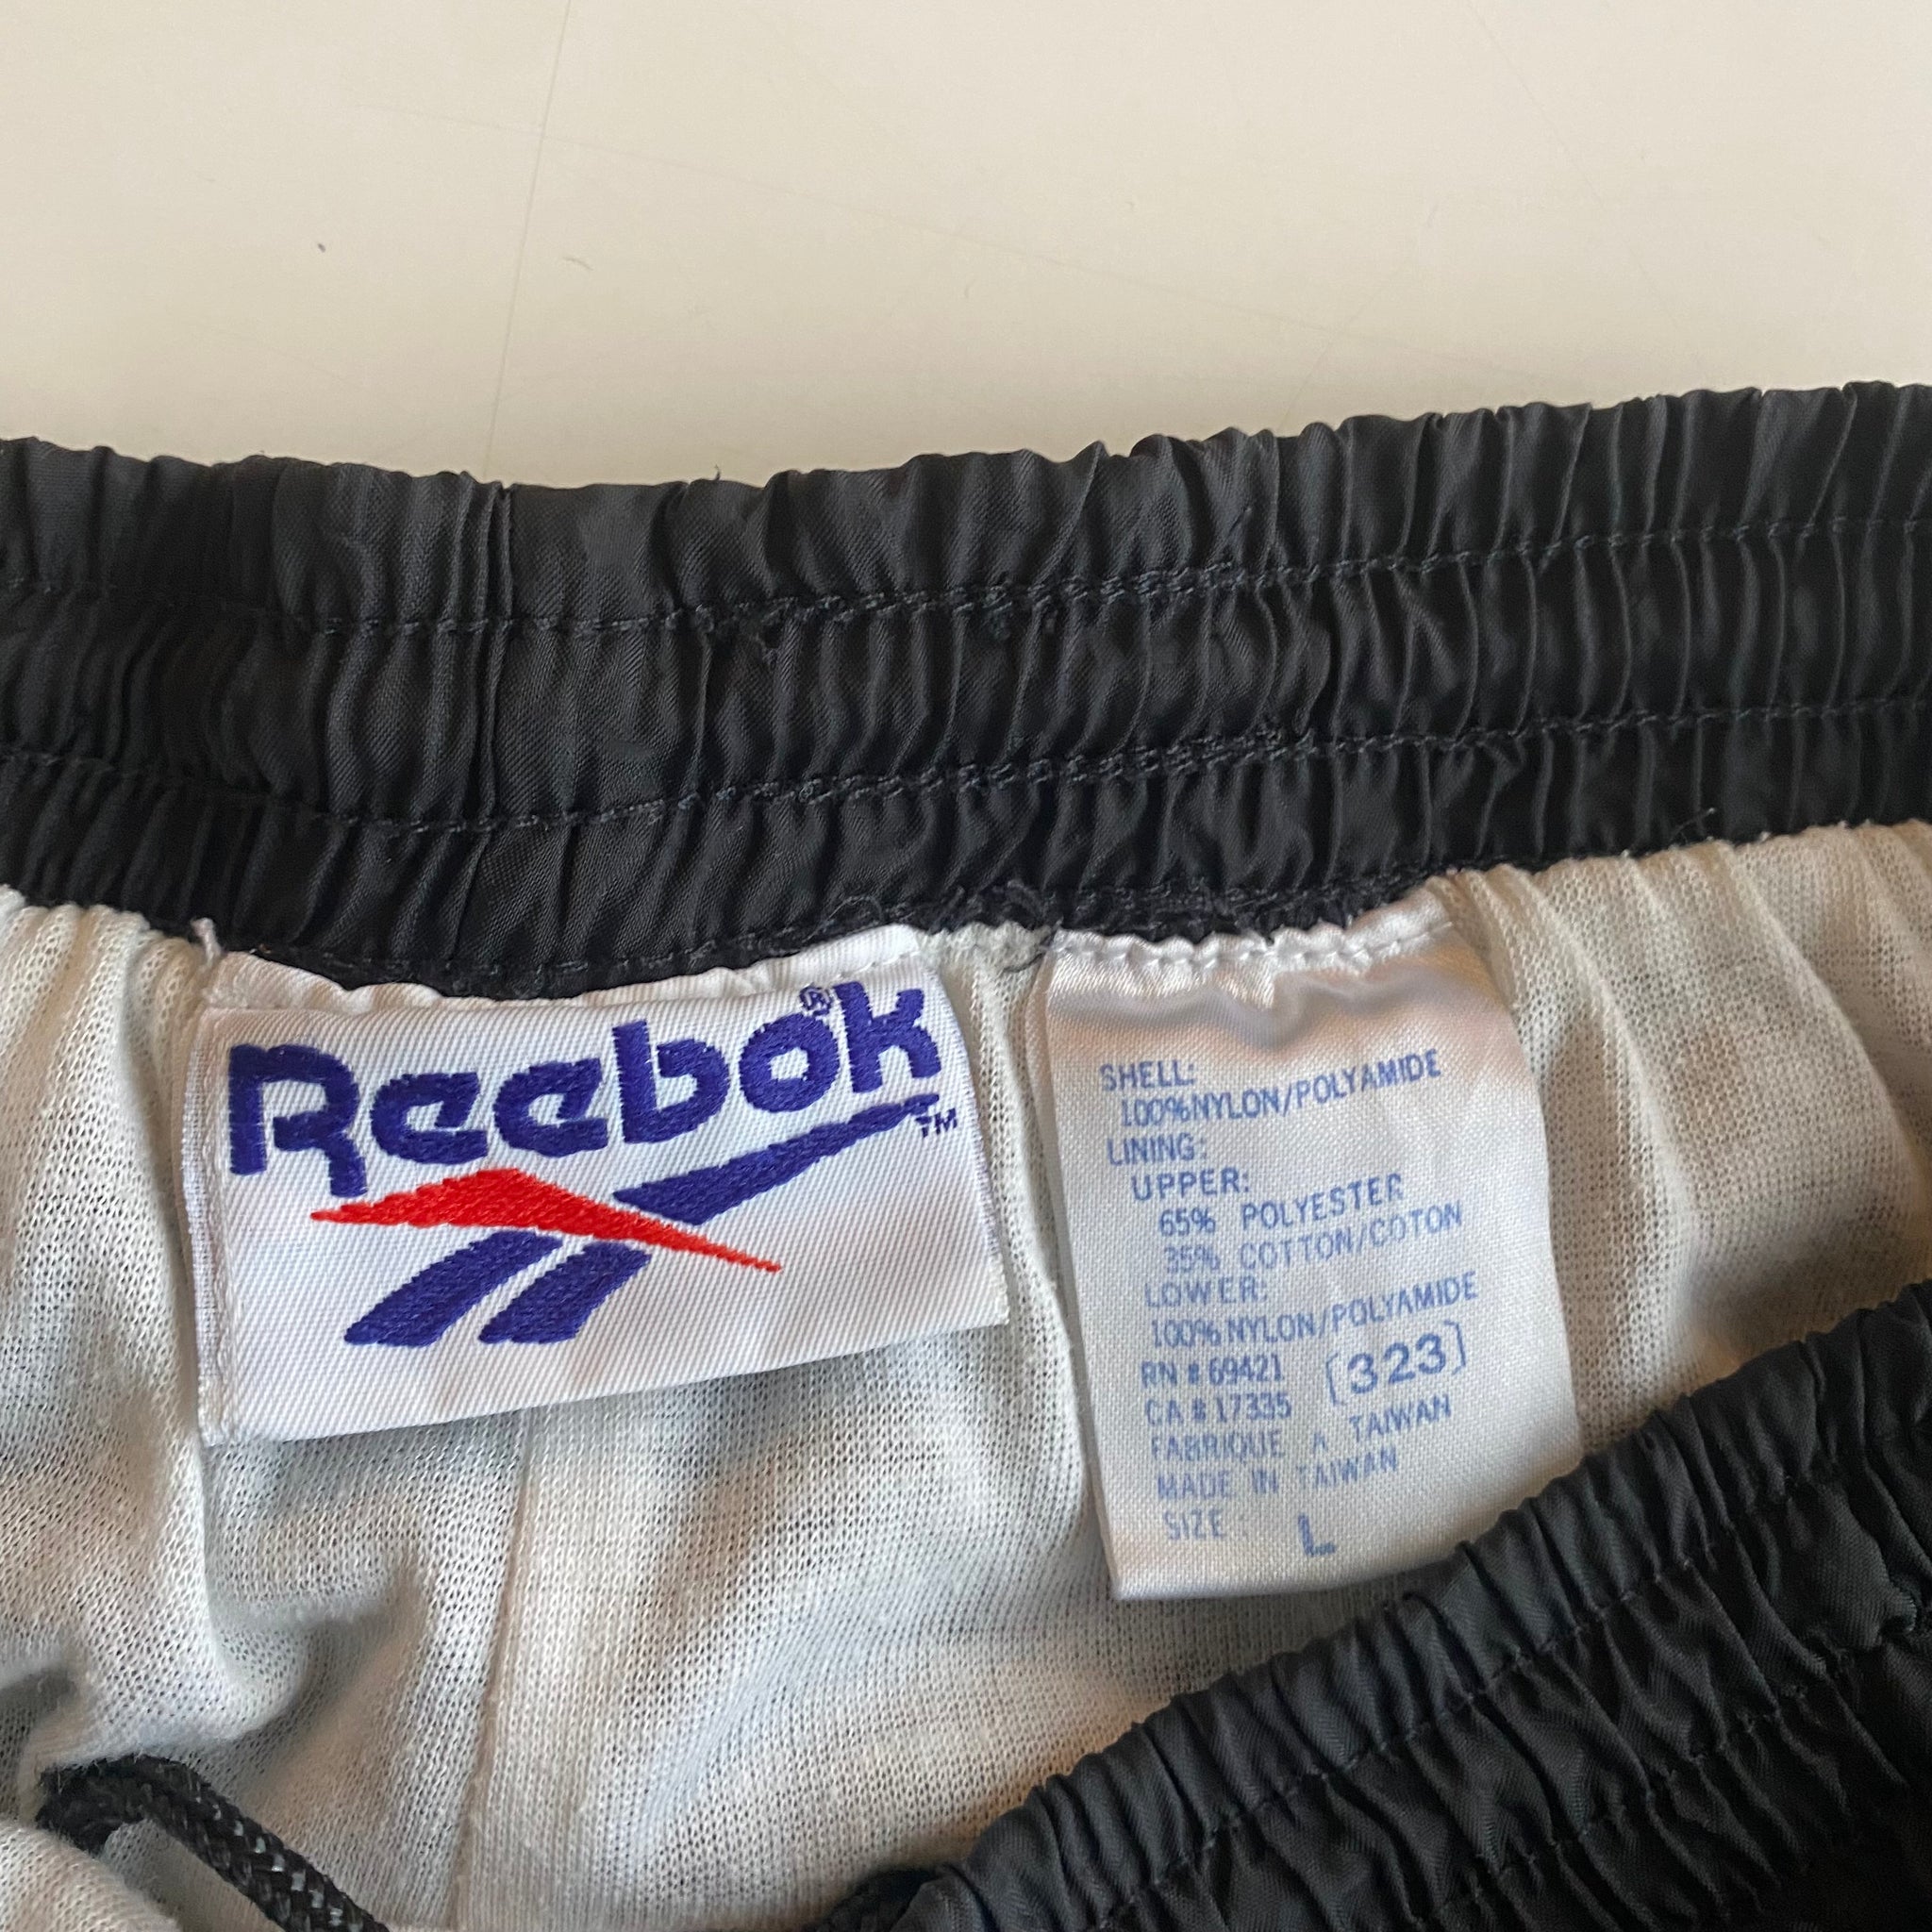 Reebok®
TM
SHELL:
100%NYLON/POLYAMIDE
LINING:
UPPER:
65% POLYESTER
35% COTTON/COTON
LOWER:
100%NYLON/POLYAMIDE
RN#69421 [323]
CA#17335
FABRIQUE A TAIWAN
MADE IN TAIWAN
SIZE : L